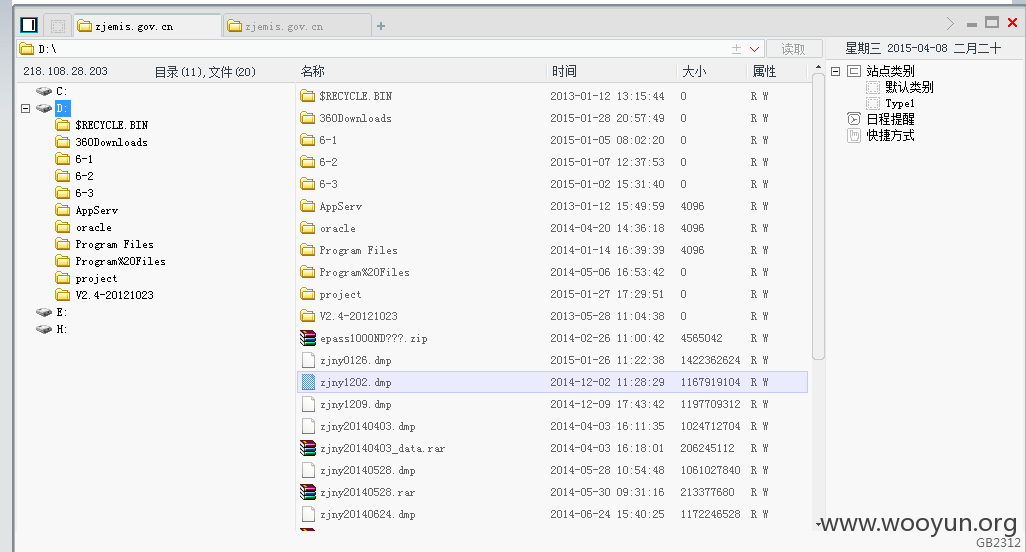 zjemis.gov.cn zjemis.gov.cn +
D:\ 读取 星期三 2015-04-08 二月二十
218.108.28.203 目录(11),文件(20) 名称 时间 大小 属性
C:
D:
$RECYCLE.BIN
360Downloads
6-1
6-2
6-3
AppServ
oracle
Program Files
Program%20Files
project
V2.4-20121023
E:
H:
$RECYCLE.BIN 2013-01-12 13:15:44 0 R W
360Downloads 2015-01-28 20:57:49 0 R W
6-1 2015-01-05 08:02:20 0 R W
6-2 2015-01-07 12:37:53 0 R W
6-3 2015-01-02 15:31:40 0 R W
AppServ 2013-01-12 15:49:59 4096 R W
oracle 2014-04-20 14:36:18 4096 R W
Program Files 2014-01-14 16:39:39 4096 R W
Program%20Files 2014-05-06 16:53:42 0 R W
project 2015-01-27 17:29:51 0 R W
V2.4-20121023 2013-05-28 11:04:38 0 R W
epass1000ND???.zip 2014-02-26 11:00:42 4565042 R W
zjny0126.dmp 2015-01-26 11:22:38 1422362624 R W
zjny1202.dmp 2014-12-02 11:28:29 1167919104 R W
zjny1209.dmp 2014-12-09 17:43:42 1197709312 R W
zjny20140403.dmp 2014-04-03 16:11:35 1024712704 R W
zjny20140403_data.rar 2014-04-03 16:18:01 206245112 R W
zjny20140528.dmp 2014-05-28 10:54:48 1061027840 R W
zjny20140528.rar 2014-05-30 09:31:16 213377680 R W
zjny20140624.dmp 2014-06-24 15:40:25 1172246528 R W
站点类别
默认类别
Type1
日程提醒
快捷方式
www.wooyun.org
GB2312